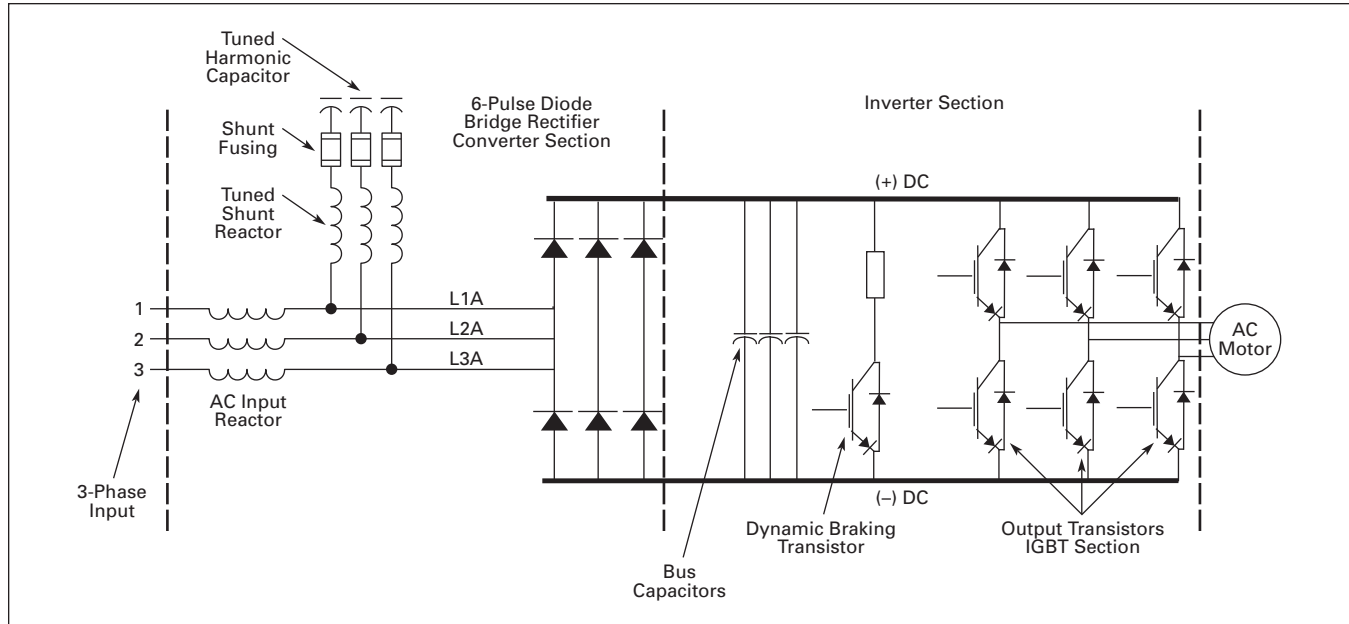 Tuned
Harmonic
Capacitor
Shunt
Fusing
Tuned
Shunt
Reactor
6-Pulse Diode
Bridge Rectifier
Converter Section
Inverter Section
(+) DC
1
2
3
L1A
L2A
L3A
AC Input
Reactor
3-Phase
Input
AC
Motor
(–) DC
Bus
Capacitors
Dynamic Braking
Transistor
Output Transistors
IGBT Section